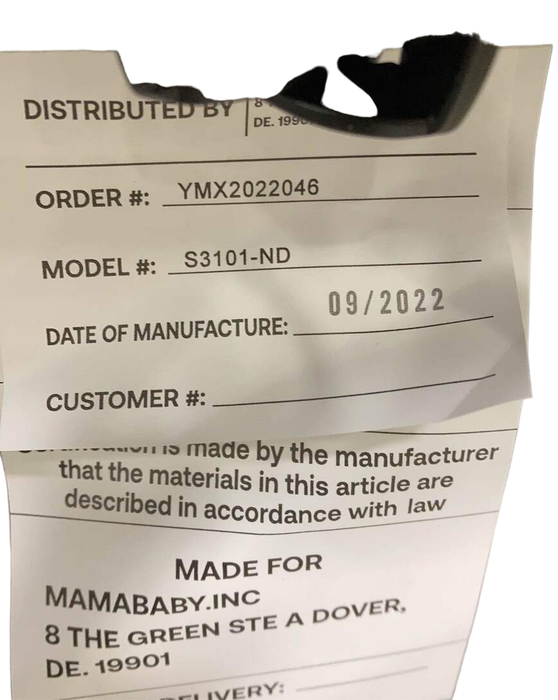 DISTRIBUTED BY
8
DE. 1990
ORDER #: YMX2022046
MODEL #: S3101-ND
09/2022
DATE OF MANUFACTURE:
CUSTOMER #:
is made by the manufacturer
that the materials in this article are
described in accordance with law
MADE FOR
MAMABABY.INC
8 THE GREEN STE A DOVER,
DE. 19901
DELIVERY: